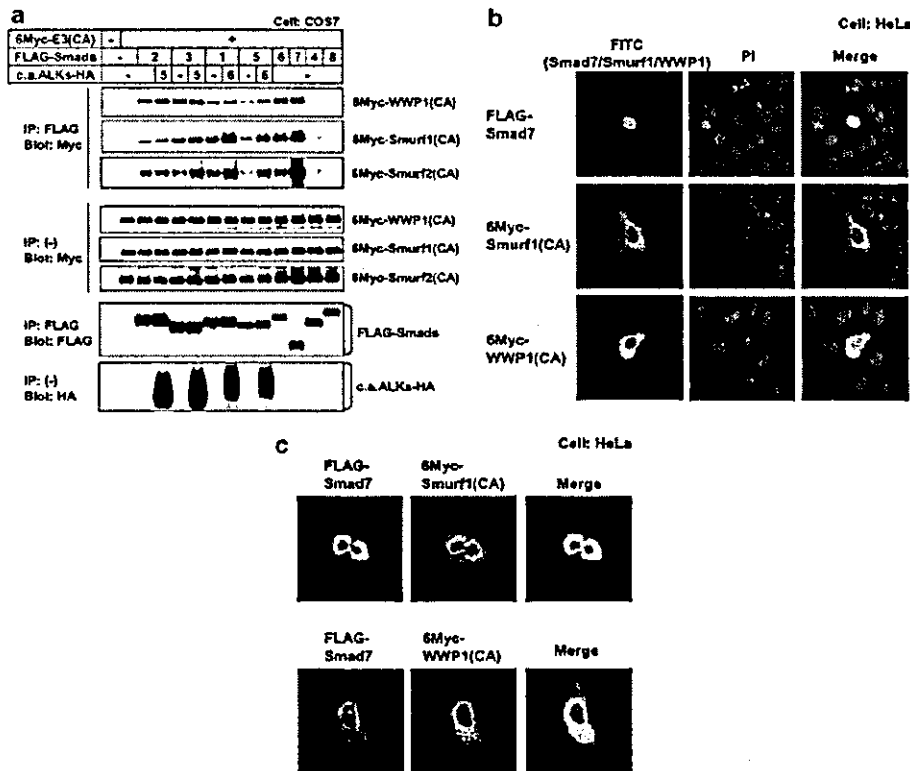 a
Cell: COS7
6Myc-E3(CA) - +
FLAG-Smads - 2 3 1 5 6 7 4 8
c.a.ALKs-HA - - 5 - 5 - 6 - 6 -
IP: FLAG
Blot: Myc
6Myc-WWP1(CA)
6Myc-Smurf1(CA)
6Myc-Smurf2(CA)
IP: (-)
Blot: Myc
6Myc-WWP1(CA)
6Myc-Smurf1(CA)
6Myc-Smurf2(CA)
IP: FLAG
Blot: FLAG
FLAG-Smads
IP: (-)
Blot: HA
c.a.ALKs-HA
b
Cell: HeLa
FITC
(Smad7/Smurf1/WWP1)
PI
Merge
FLAG-
Smad7
6Myc-
Smurf1(CA)
6Myc-
WWP1(CA)
c
Cell: HeLa
FLAG-
Smad7
6Myc-
Smurf1(CA)
Merge
FLAG-
Smad7
6Myc-
WWP1(CA)
Merge